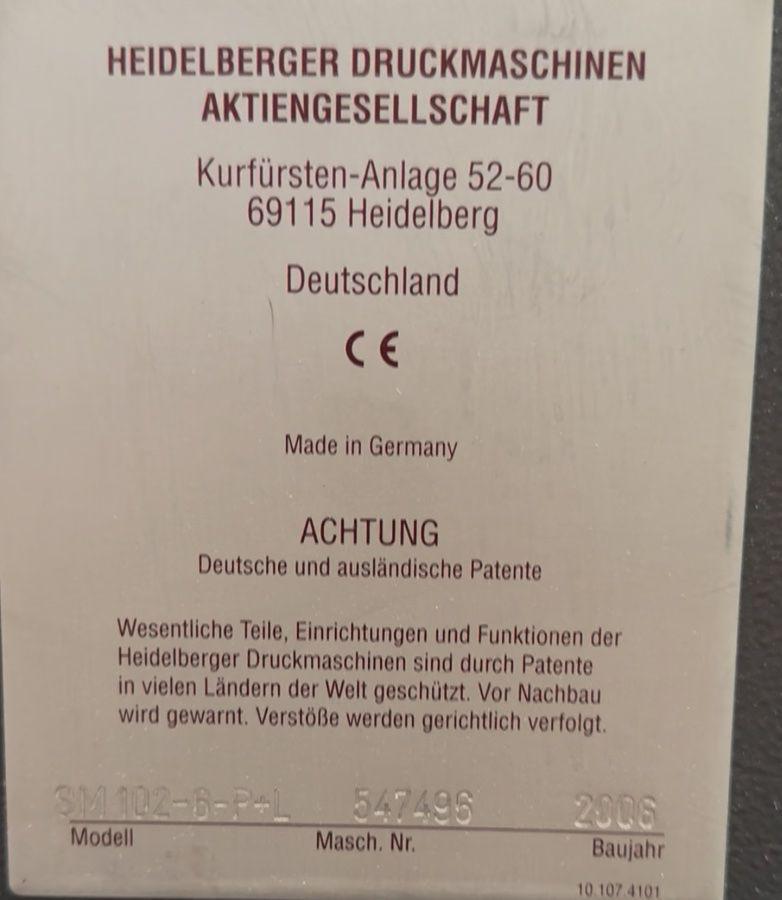 HEIDELBERGER DRUCKMASCHINEN
AKTIENGESELLSCHAFT
Kurfürsten-Anlage 52-60
69115 Heidelberg
Deutschland
CE
Made in Germany
ACHTUNG
Deutsche und ausländische Patente
Wesentliche Teile, Einrichtungen und Funktionen der
Heidelberger Druckmaschinen sind durch Patente
in vielen Ländern der Welt geschützt. Vor Nachbau
wird gewarnt. Verstöße werden gerichtlich verfolgt.
SM 102-6-P+L 547496 2006
Modell Masch. Nr. Baujahr
10.107.4101